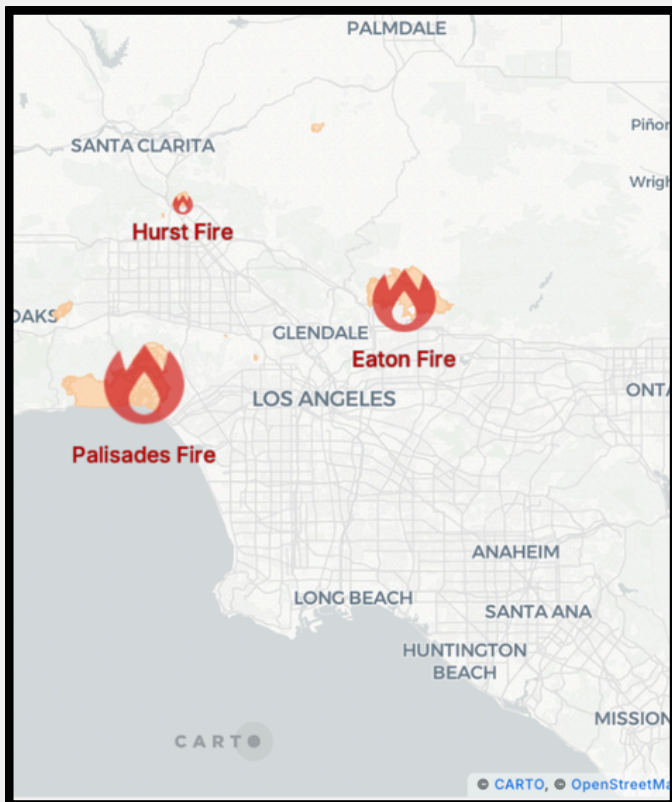 PALMDALE
SANTA CLARITA
Piñon
Wrigh
Hurst Fire
OAKS
GLENDALE
Eaton Fire
LOS ANGELES
ONTA
Palisades Fire
ANAHEIM
LONG BEACH
SANTA ANA
HUNTINGTON
BEACH
MISSION
CARTO
© CARTO, © OpenStreetMa